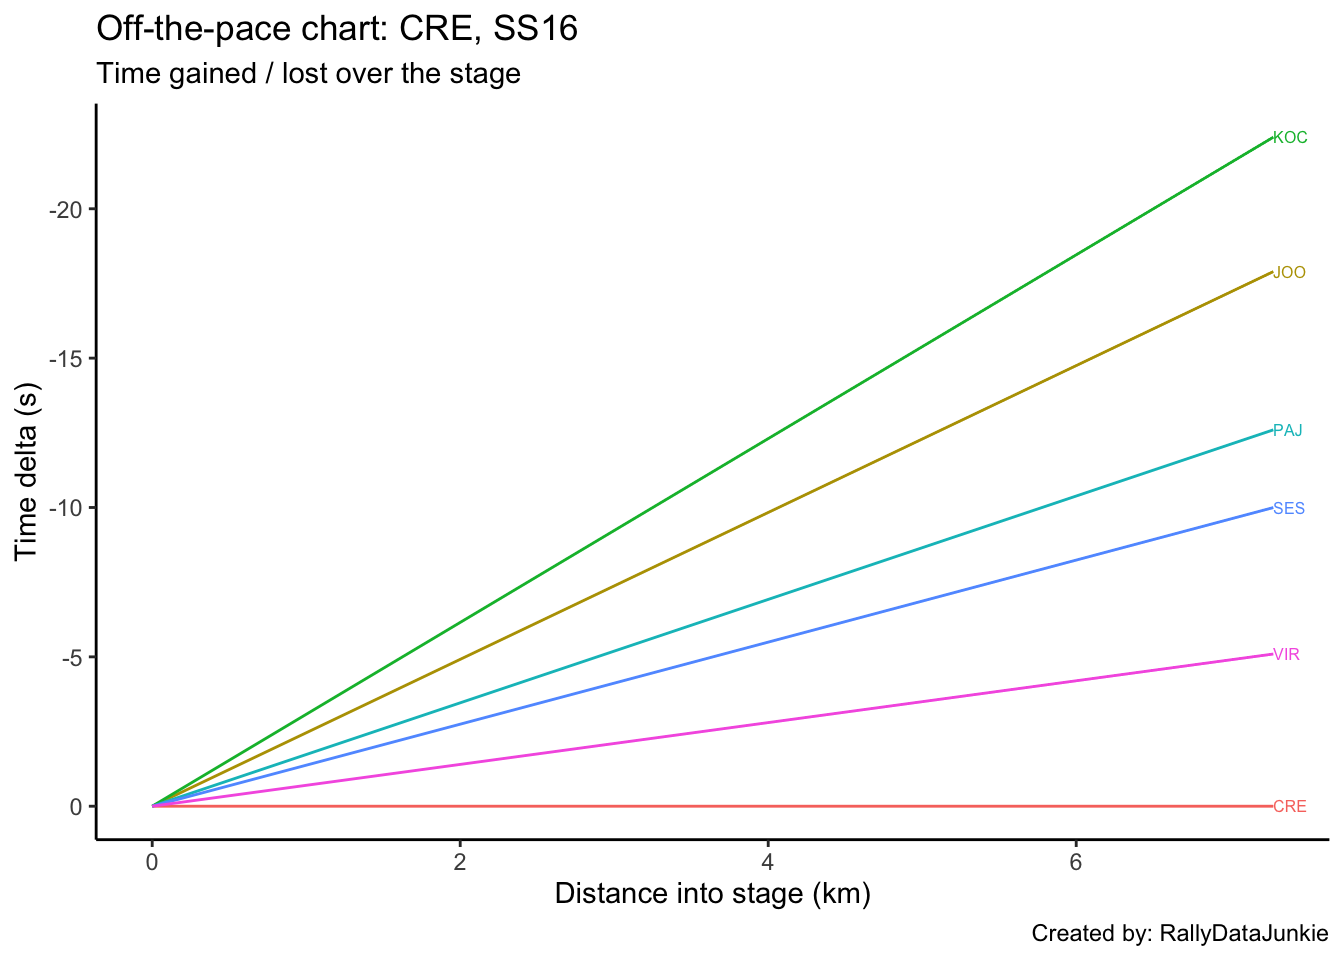 Off-the-pace chart: CRE, SS16
Time gained / lost over the stage
KOC
-20
JOO
-15
PAJ
-10
SES
-5
VIR
0
CRE
Time delta (s)
0 2 4 6
Distance into stage (km)
Created by: RallyDataJunkie